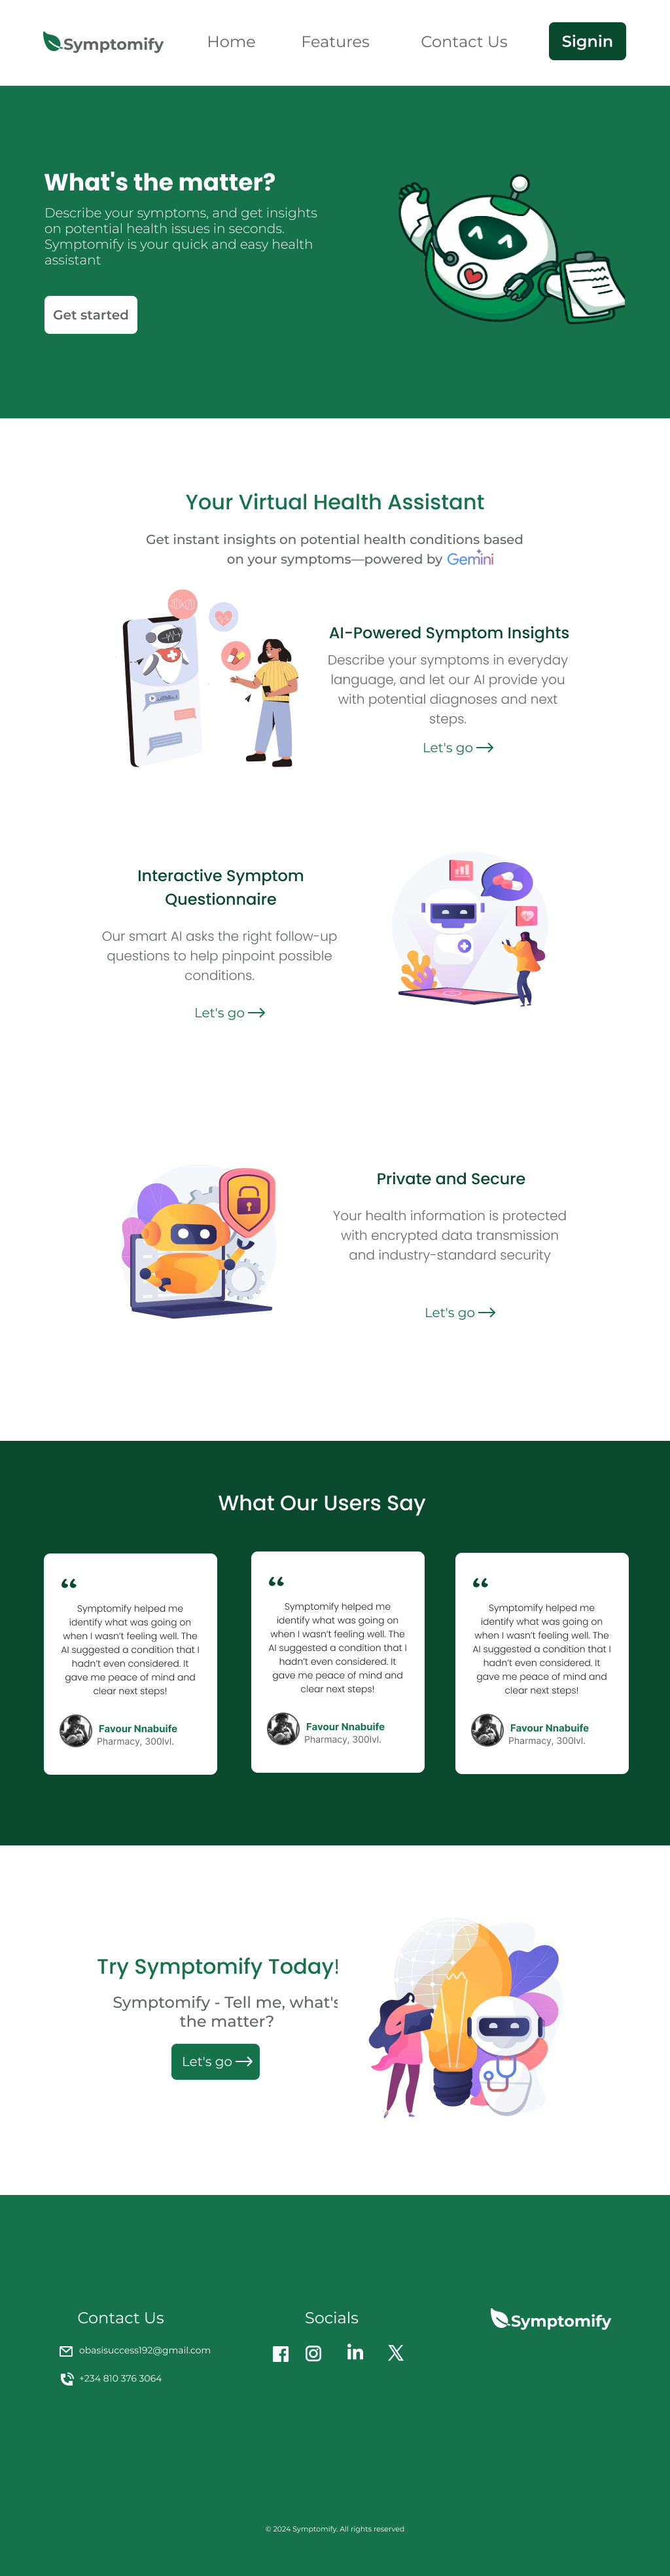 Symptomify
Home
Features
Contact Us
Signin
What's the matter?
Describe your symptoms, and get insights
on potential health issues in seconds.
Symptomify is your quick and easy health
assistant
Get started
Your Virtual Health Assistant
Get instant insights on potential health conditions based
on your symptoms—powered by Gemini
AI-Powered Symptom Insights
Describe your symptoms in everyday
language, and let our AI provide you
with potential diagnoses and next
steps.
Let's go
Interactive Symptom
Questionnaire
Our smart AI asks the right follow-up
questions to help pinpoint possible
conditions.
Let's go
Private and Secure
Your health information is protected
with encrypted data transmission
and industry-standard security
Let's go
What Our Users Say
“
Symptomify helped me
identify what was going on
when I wasn't feeling well. The
AI suggested a condition that I
hadn't even considered. It
gave me peace of mind and
clear next steps!
Favour Nnabuife
Pharmacy, 300lvl.
“
Symptomify helped me
identify what was going on
when I wasn't feeling well. The
AI suggested a condition that I
hadn't even considered. It
gave me peace of mind and
clear next steps!
Favour Nnabuife
Pharmacy, 300lvl.
“
Symptomify helped me
identify what was going on
when I wasn't feeling well. The
AI suggested a condition that I
hadn't even considered. It
gave me peace of mind and
clear next steps!
Favour Nnabuife
Pharmacy, 300lvl.
Try Symptomify Today!
Symptomify - Tell me, what's
the matter?
Let's go
Contact Us
obasisuccess192@gmail.com
+234 810 376 3064
Socials
Symptomify
© 2024 Symptomify. All rights reserved